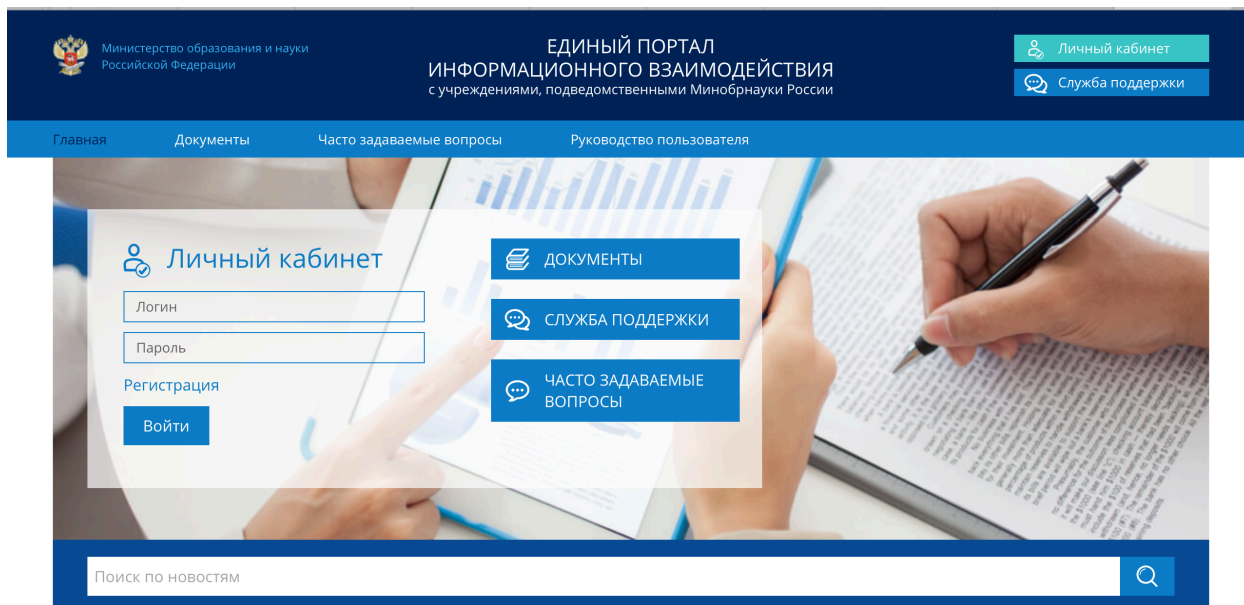 Министерство образования и науки
Российской Федерации
ЕДИНЫЙ ПОРТАЛ
ИНФОРМАЦИОННОГО ВЗАИМОДЕЙСТВИЯ
с учреждениями, подведомственными Минобрнауки России
Личный кабинет
Служба поддержки
Главная
Документы
Часто задаваемые вопросы
Руководство пользователя
Личный кабинет
Логин
Пароль
Регистрация
Войти
ДОКУМЕНТЫ
СЛУЖБА ПОДДЕРЖКИ
ЧАСТО ЗАДАВАЕМЫЕ
ВОПРОСЫ
Поиск по новостям